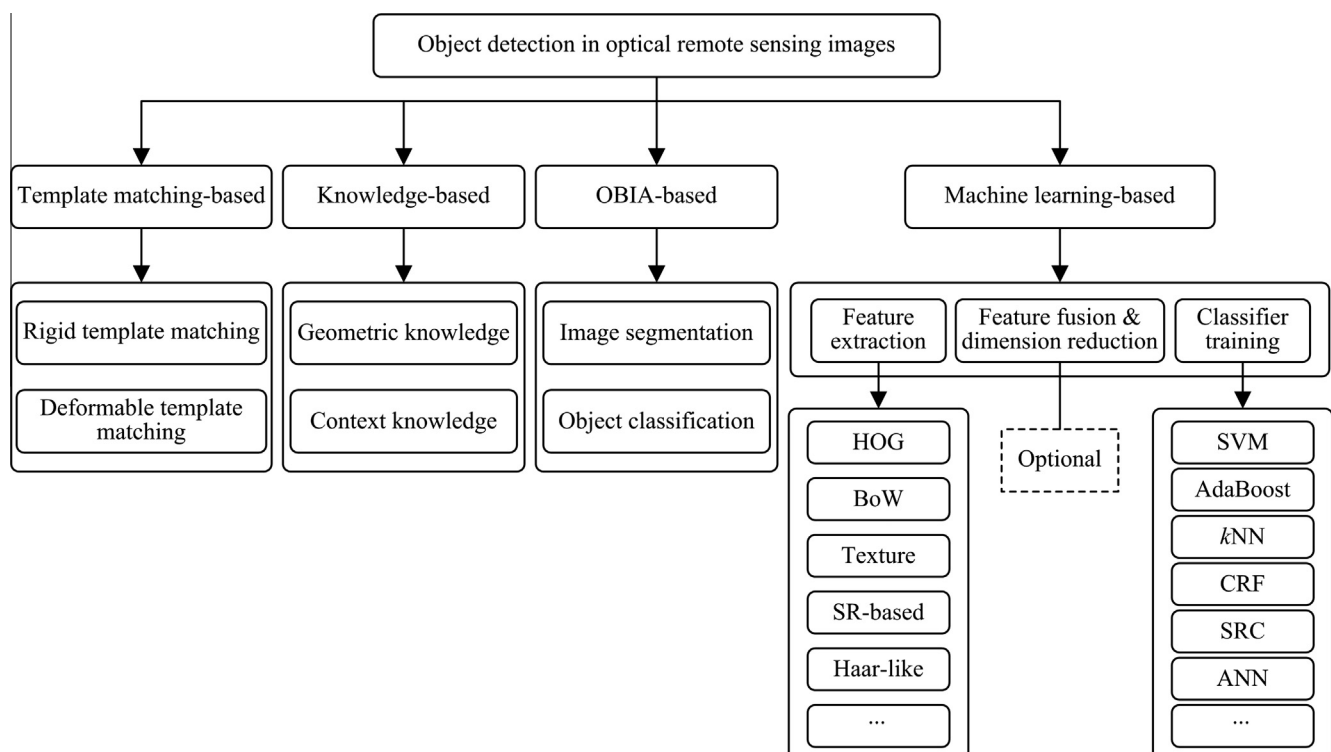 Object detection in optical remote sensing images
Template matching-based
Knowledge-based
OBIA-based
Machine learning-based
Rigid template matching
Deformable template
matching
Geometric knowledge
Context knowledge
Image segmentation
Object classification
Feature
extraction
Feature fusion &
dimension reduction
Classifier
training
HOG
BoW
Texture
SR-based
Haar-like
...
Optional
SVM
AdaBoost
kNN
CRF
SRC
ANN
...